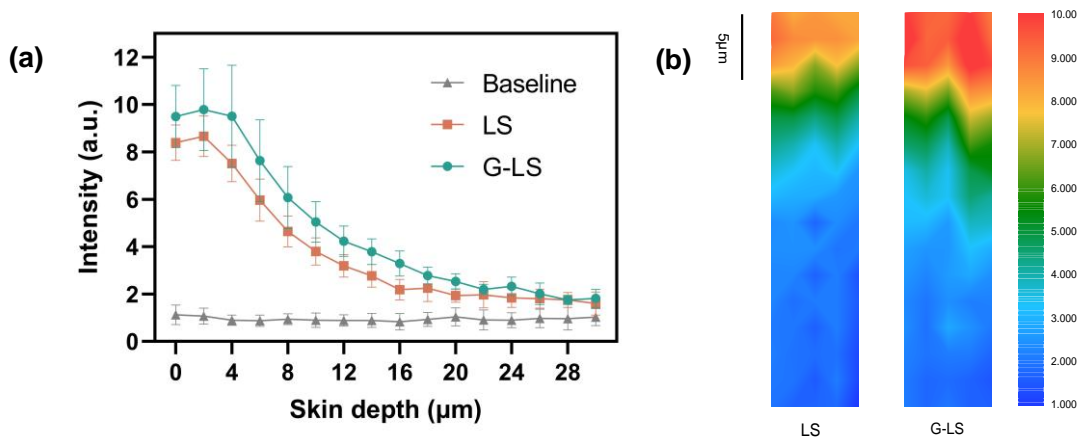 (a)
Intensity (a.u.)
12
10
8
6
4
2
0
Baseline
LS
G-LS
0 4 8 12 16 20 24 28
Skin depth (µm)
(b)
5µm
LS
G-LS
10.00
9.000
8.000
7.000
6.000
5.000
4.000
3.000
2.000
1.000